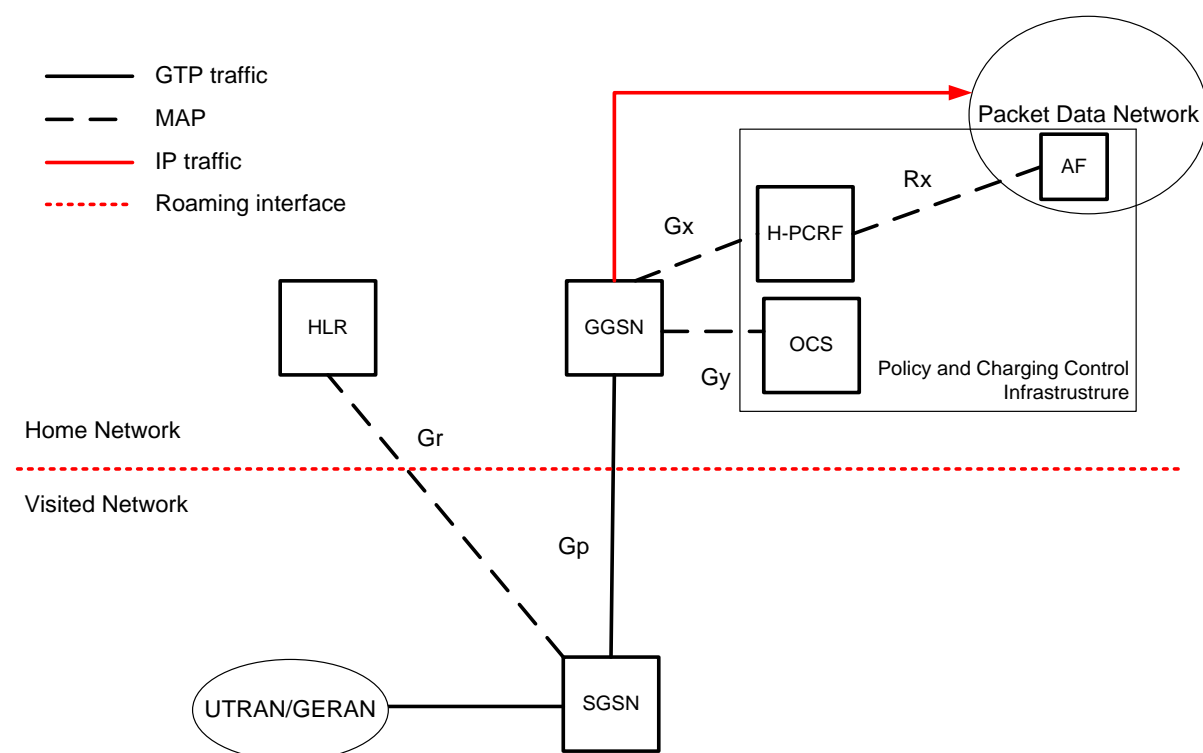 GTP traffic
MAP
IP traffic
Roaming interface
Packet Data Network
AF
Rx
Gx
H-PCRF
HLR
GGSN
OCS
Gy
Policy and Charging Control
Infrastrustrure
Home Network
Gr
Visited Network
Gp
UTRAN/GERAN
SGSN